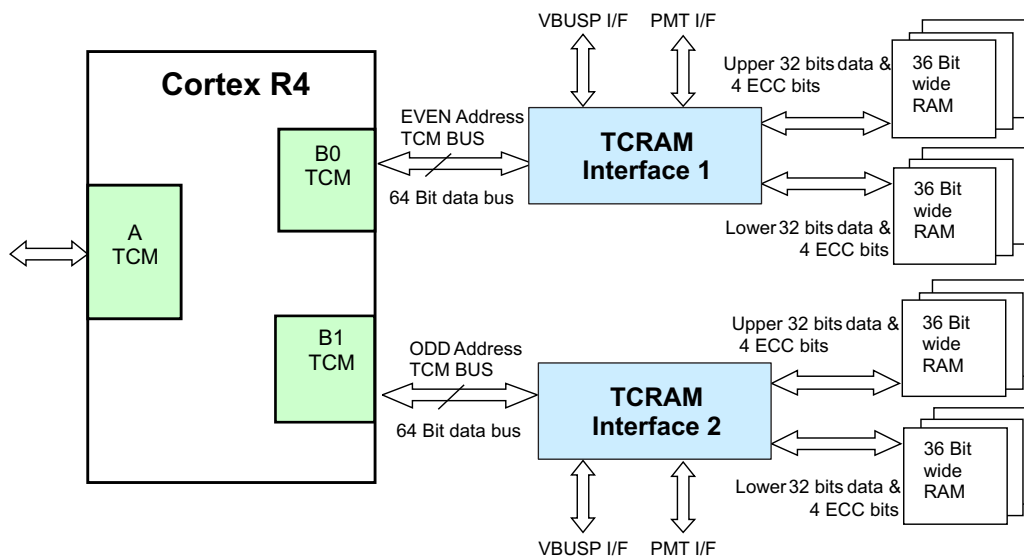 VBUSP I/F
PMT I/F
Cortex R4
Upper 32 bits data &
4 ECC bits
36 Bit
wide
RAM
EVEN Address
TCM BUS
B0
TCM
TCRAM
Interface 1
64 Bit data bus
36 Bit
wide
RAM
Lower 32 bits data &
4 ECC bits
A
TCM
Upper 32 bits data &
4 ECC bits
36 Bit
wide
RAM
B1
TCM
ODD Address
TCM BUS
TCRAM
Interface 2
64 Bit data bus
36 Bit
wide
RAM
Lower 32 bits data &
4 ECC bits
VBUSP I/F
PMT I/F